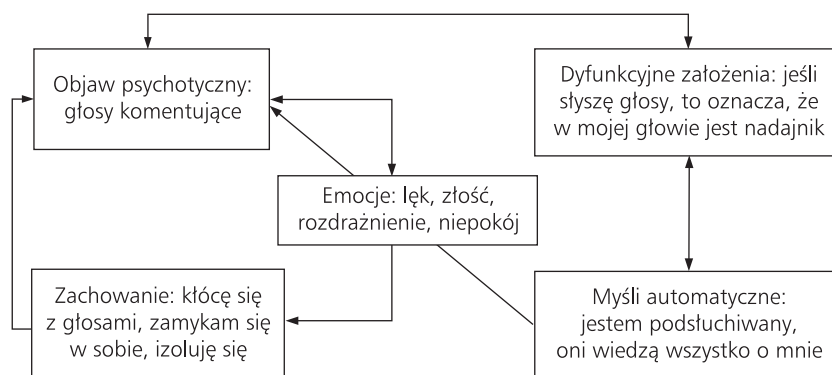 Objaw psychotyczny:
głosy komentujące
Dyfunkcyjne założenia: jeśli
słyszę głosy, to oznacza, że
w mojej głowie jest nadajnik
Emocje: lęk, złość,
rozdrażnienie, niepokój
Zachowanie: kłócę się
z głosami, zamykam się
w sobie, izoluję się
Myśli automatyczne:
jestem podsłuchiwany,
oni wiedzą wszystko o mnie